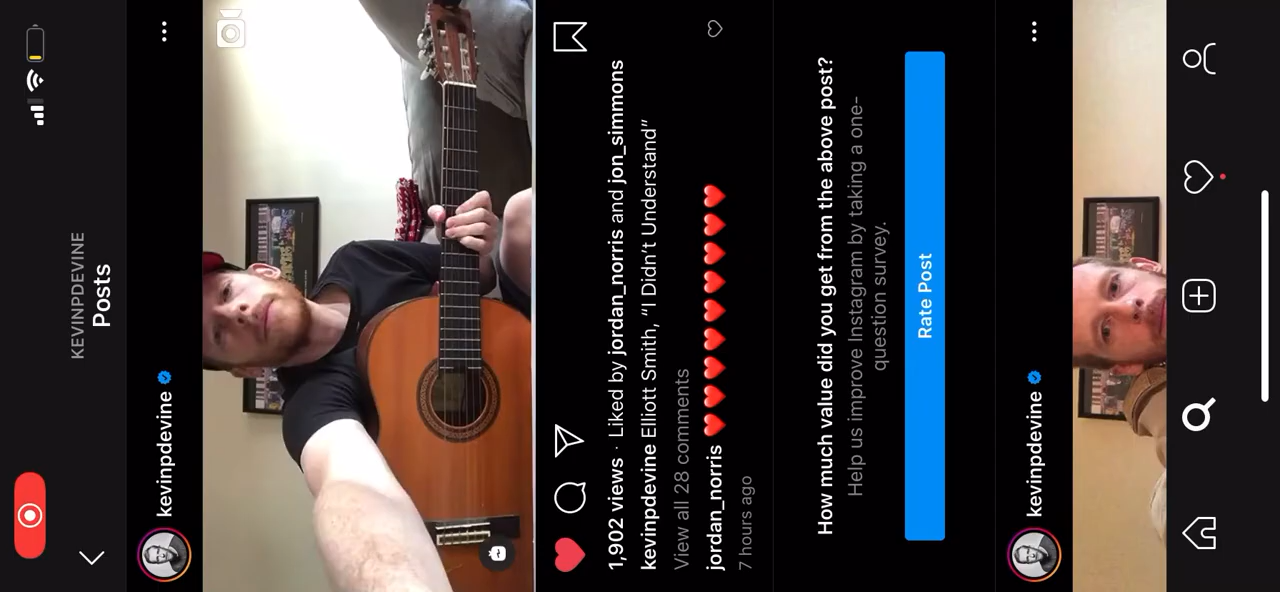 KEVINPDEVINE
Posts
kevinpdevine
1,902 views · Liked by jordan_norris and jon_simmons
kevinpdevine Elliott Smith, “I Didn’t Understand”
View all 28 comments
jordan_norris ❤️❤️❤️❤️❤️❤️❤️❤️❤️
7 hours ago
How much value did you get from the above post?
Help us improve Instagram by taking a one-
question survey.
Rate Post
kevinpdevine